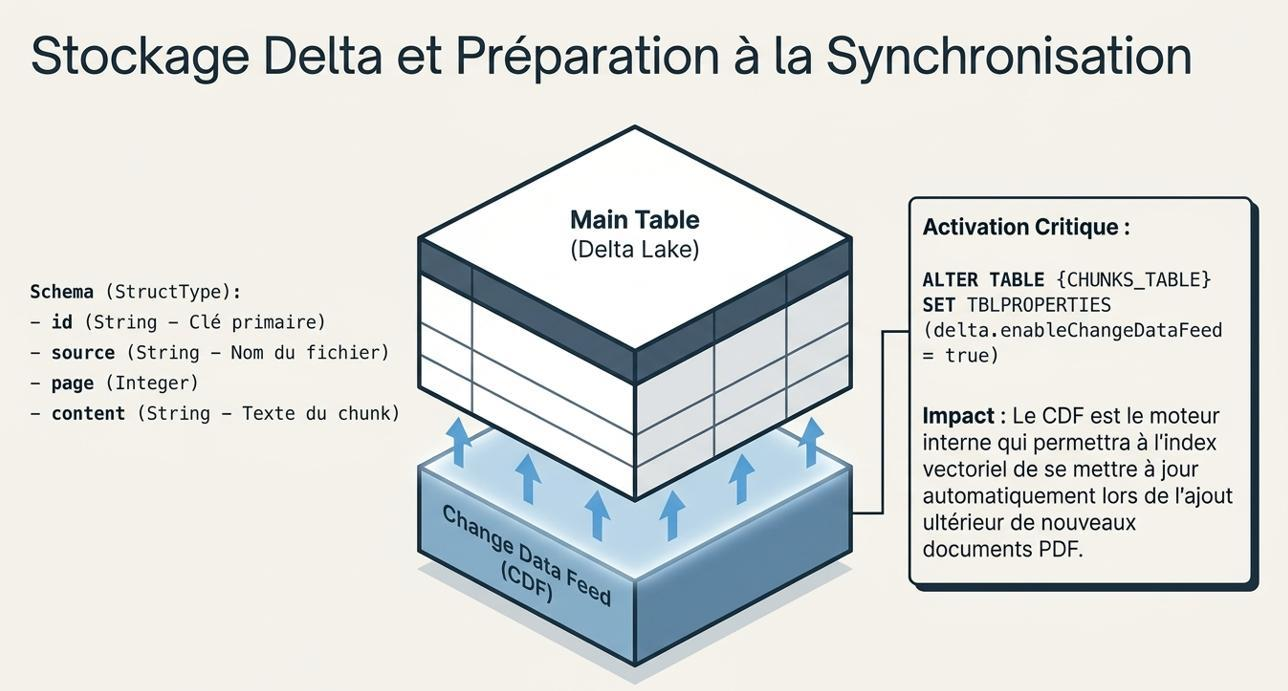 Stockage Delta et Préparation à la Synchronisation
Main Table
(Delta Lake)
Schema (StructType):
– id (String – Clé primaire)
– source (String – Nom du fichier)
– page (Integer)
– content (String – Texte du chunk)
Change Data Feed
(CDF)
Activation Critique :
ALTER TABLE {CHUNKS_TABLE}
SET TBLPROPERTIES
(delta.enableChangeDataFeed
= true)
Impact : Le CDF est le moteur
interne qui permettra à l'index
vectoriel de se mettre à jour
automatiquement lors de l'ajout
ultérieur de nouveaux
documents PDF.